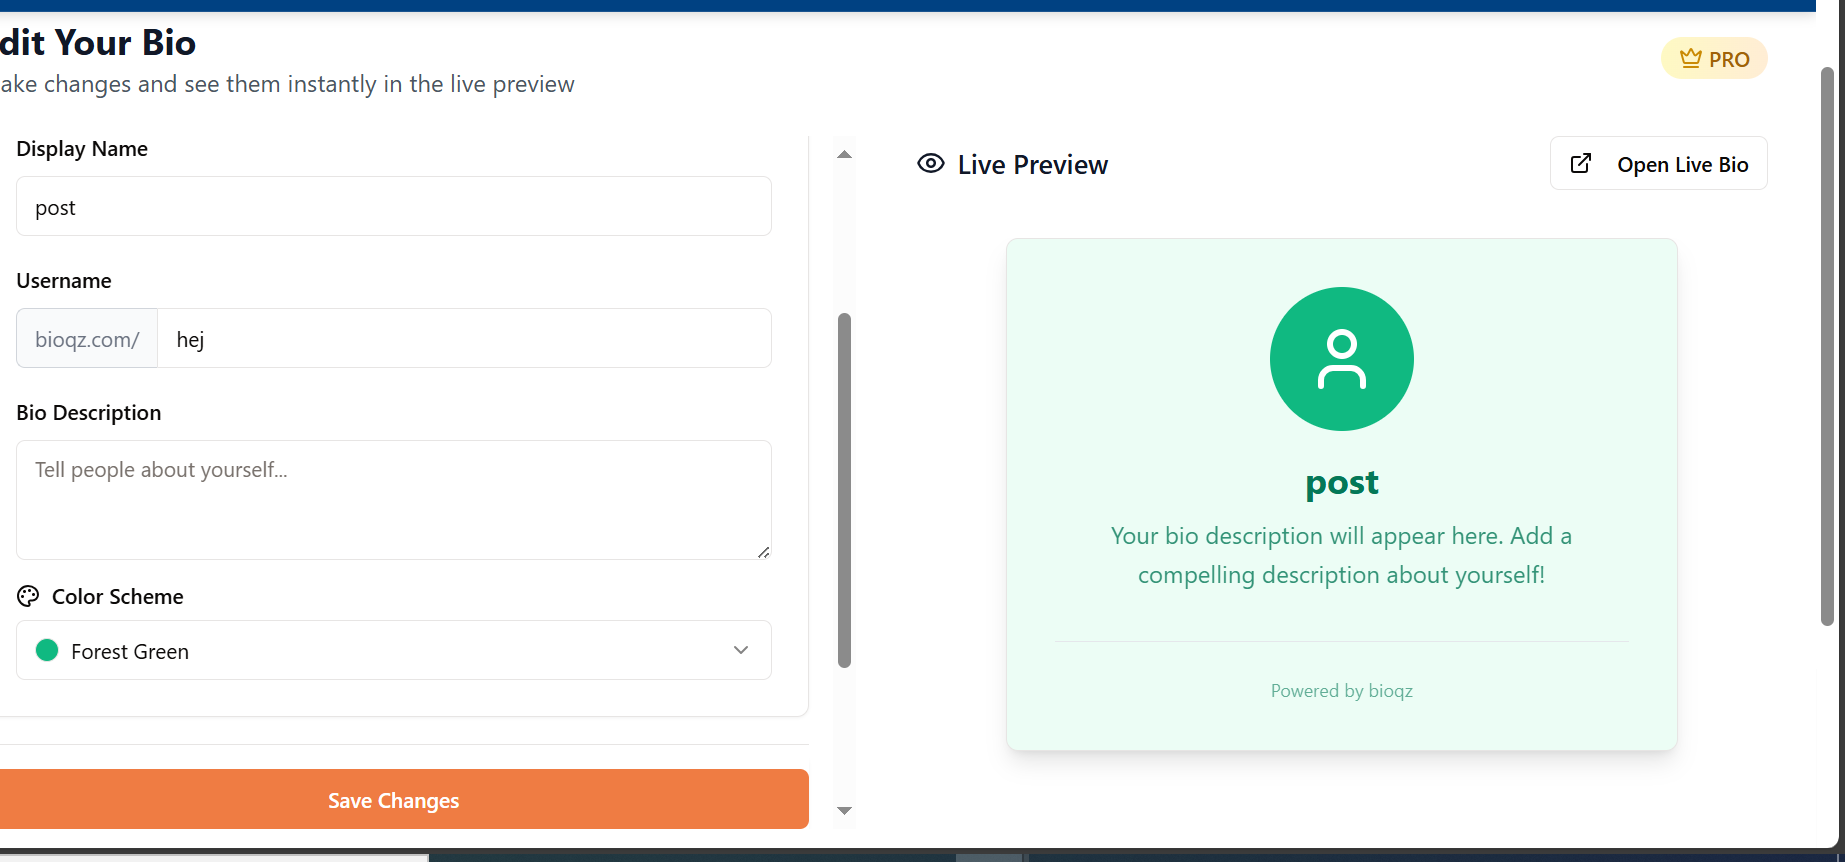 dit Your Bio
ake changes and see them instantly in the live preview
PRO
Display Name
post
Username
bioqz.com/ hej
Bio Description
Tell people about yourself...
Color Scheme
Forest Green
Save Changes
Live Preview
Open Live Bio
post
Your bio description will appear here. Add a
compelling description about yourself!
Powered by bioqz